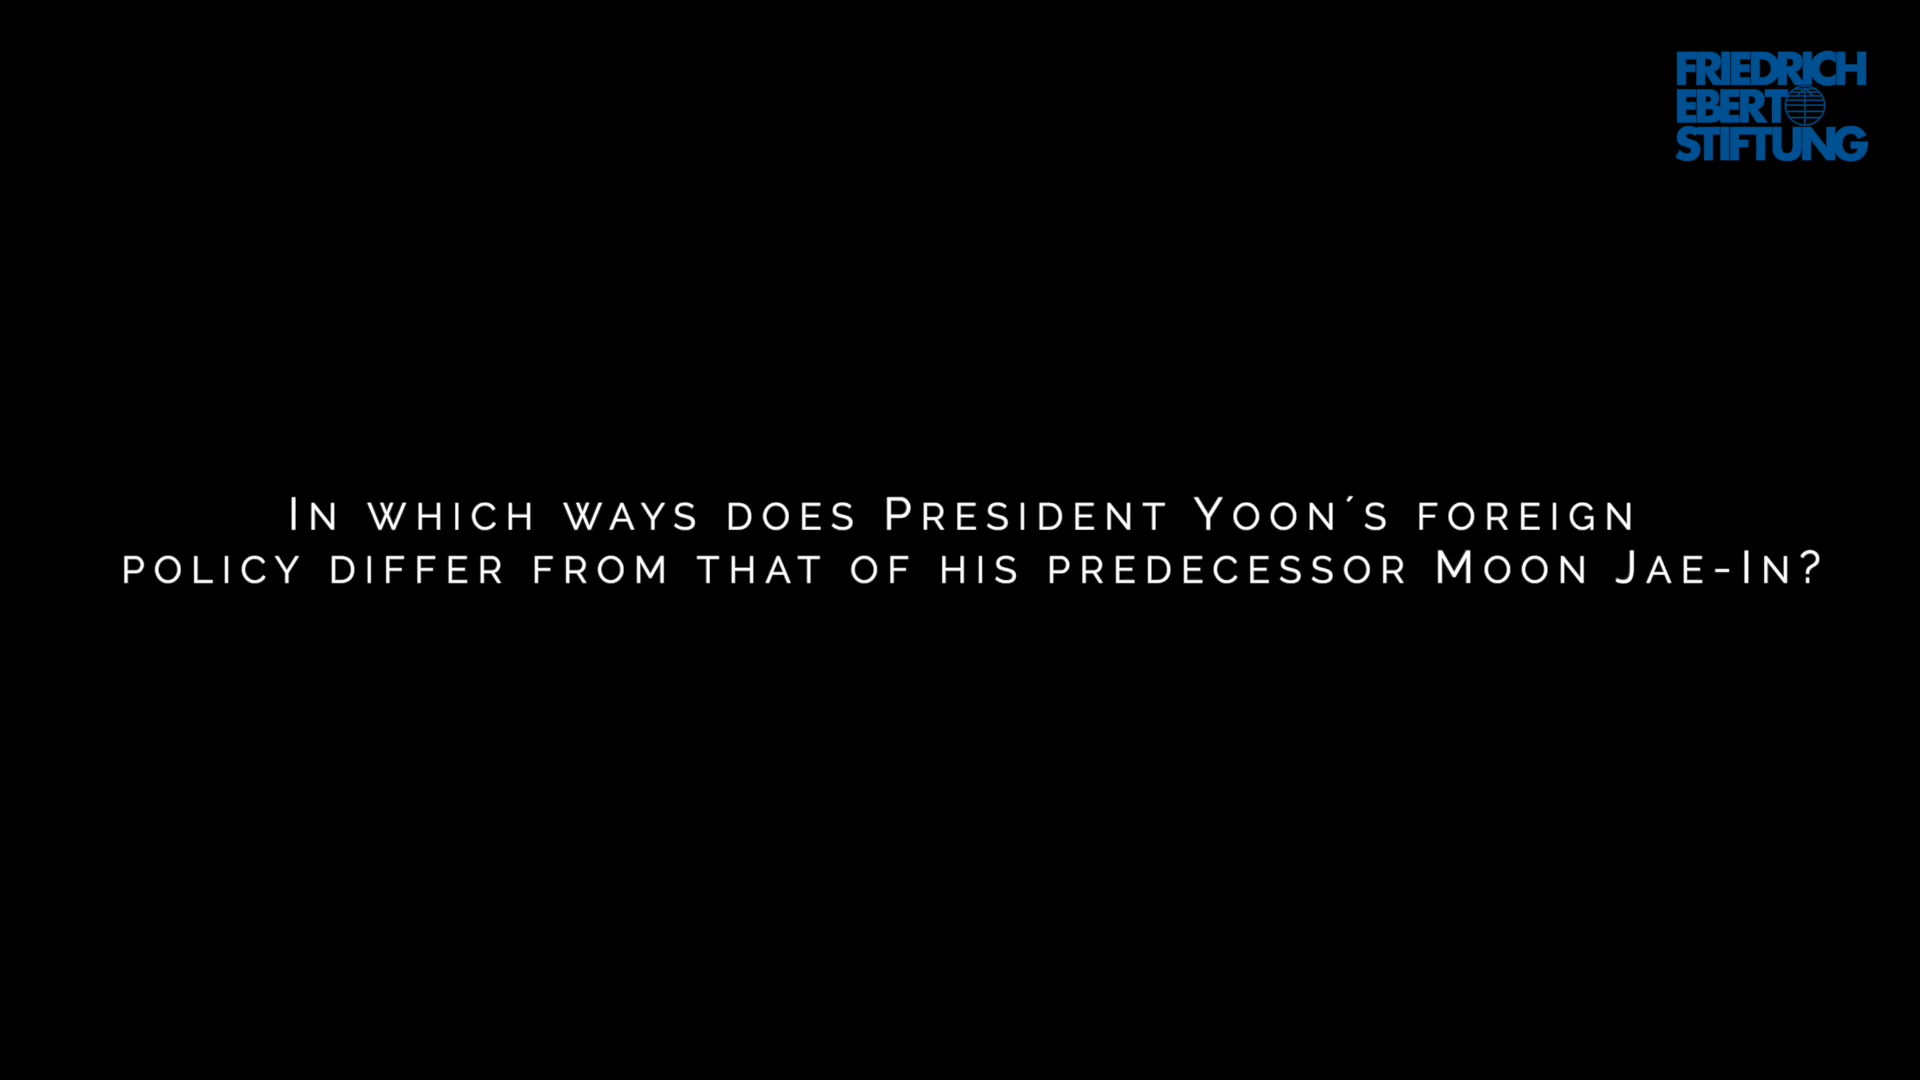 FRIEDRICH
EBERT
STIFTUNG
In which ways does President Yoon´s foreign
policy differ from that of his predecessor Moon Jae-In?